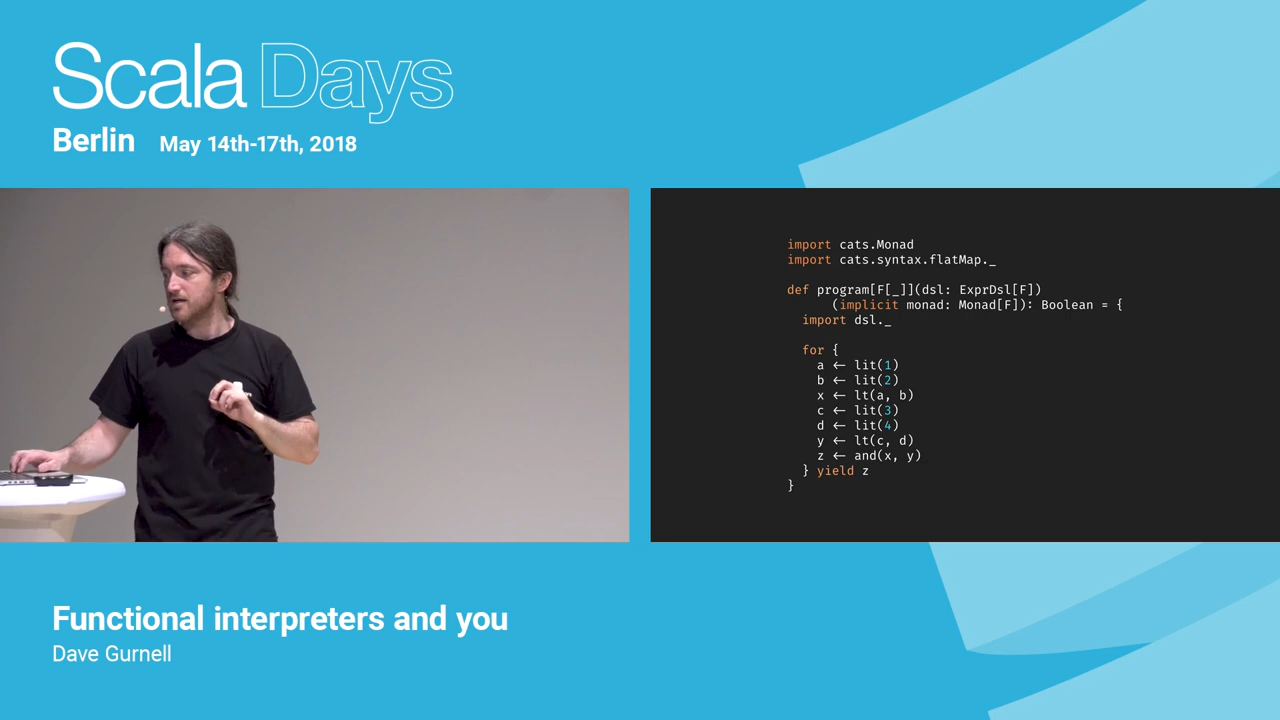 Scala Days
Berlin May 14th-17th, 2018
import cats.Monad
import cats.syntax.flatMap._
def program[F[_]](dsl: ExprDsl[F])
(implicit monad: Monad[F]): Boolean = {
import dsl._
for {
a <- lit(1)
b <- lit(2)
x <- lt(a, b)
c <- lit(3)
d <- lit(4)
y <- lt(c, d)
z <- and(x, y)
} yield z
}
Functional interpreters and you
Dave Gurnell